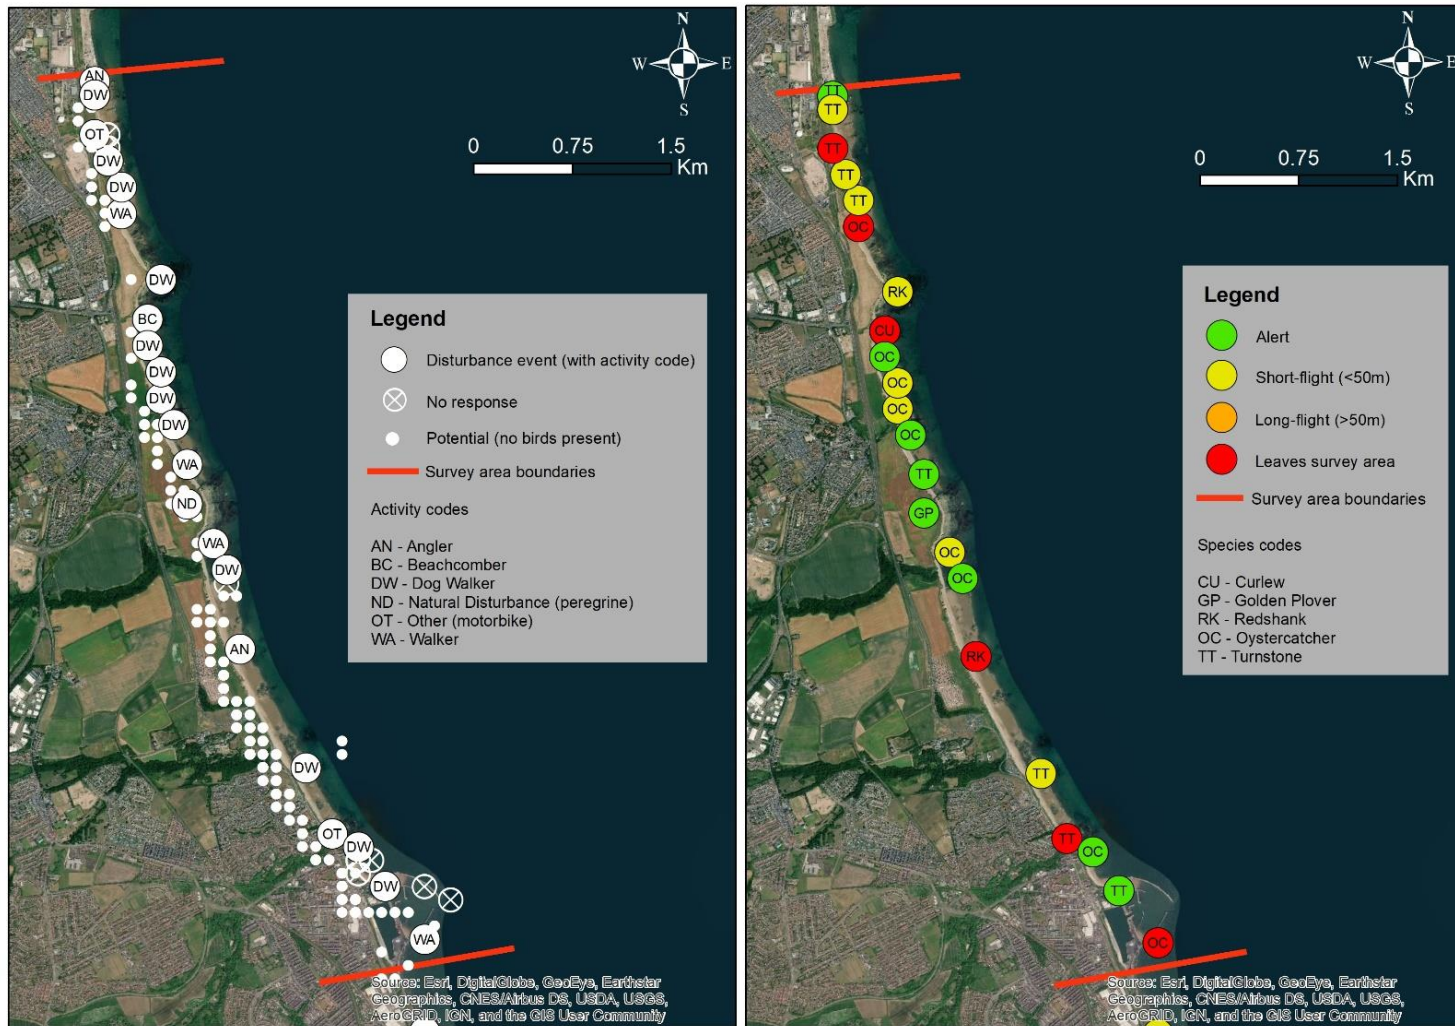 N
W E
S
0 0.75 1.5
Km
AN
DW
OT
DW
DW
WA
DW
BC
DW
DW
DW
DW
WA
ND
WA
DW
AN
DW
OT
DW
DW
WA
Legend
Disturbance event (with activity code)
No response
Potential (no birds present)
Survey area boundaries
Activity codes
AN - Angler
BC - Beachcomber
DW - Dog Walker
ND - Natural Disturbance (peregrine)
OT - Other (motorbike)
WA - Walker
Source: Esri, DigitalGlobe, GeoEye, Earthstar
Geographics, CNES/Airbus DS, USDA, USGS,
AeroGRID, IGN, and the GIS User Community
N
W E
S
0 0.75 1.5
Km
TT
TT
TT
TT
TT
OC
RK
CU
OC
OC
OC
OC
TT
GP
OC
OC
RK
TT
TT
OC
TT
OC
Legend
Alert
Short-flight (<50m)
Long-flight (>50m)
Leaves survey area
Survey area boundaries
Species codes
CU - Curlew
GP - Golden Plover
RK - Redshank
OC - Oystercatcher
TT - Turnstone
Source: Esri, DigitalGlobe, GeoEye, Earthstar
Geographics, CNES/Airbus DS, USDA, USGS,
AeroGRID, IGN, and the GIS User Community